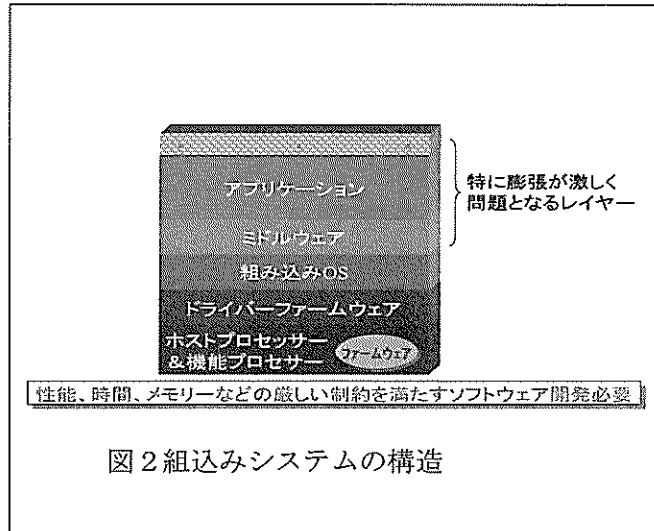 アプリケーション
ミドルウェア
組み込みOS
ドライバーファームウェア
ホストプロセッサー
&機能プロセサー
ファームウェア
特に膨張が激しく
問題となるレイヤー
性能、時間、メモリーなどの厳しい制約を満たすソフトウェア開発必要
図2組込みシステムの構造